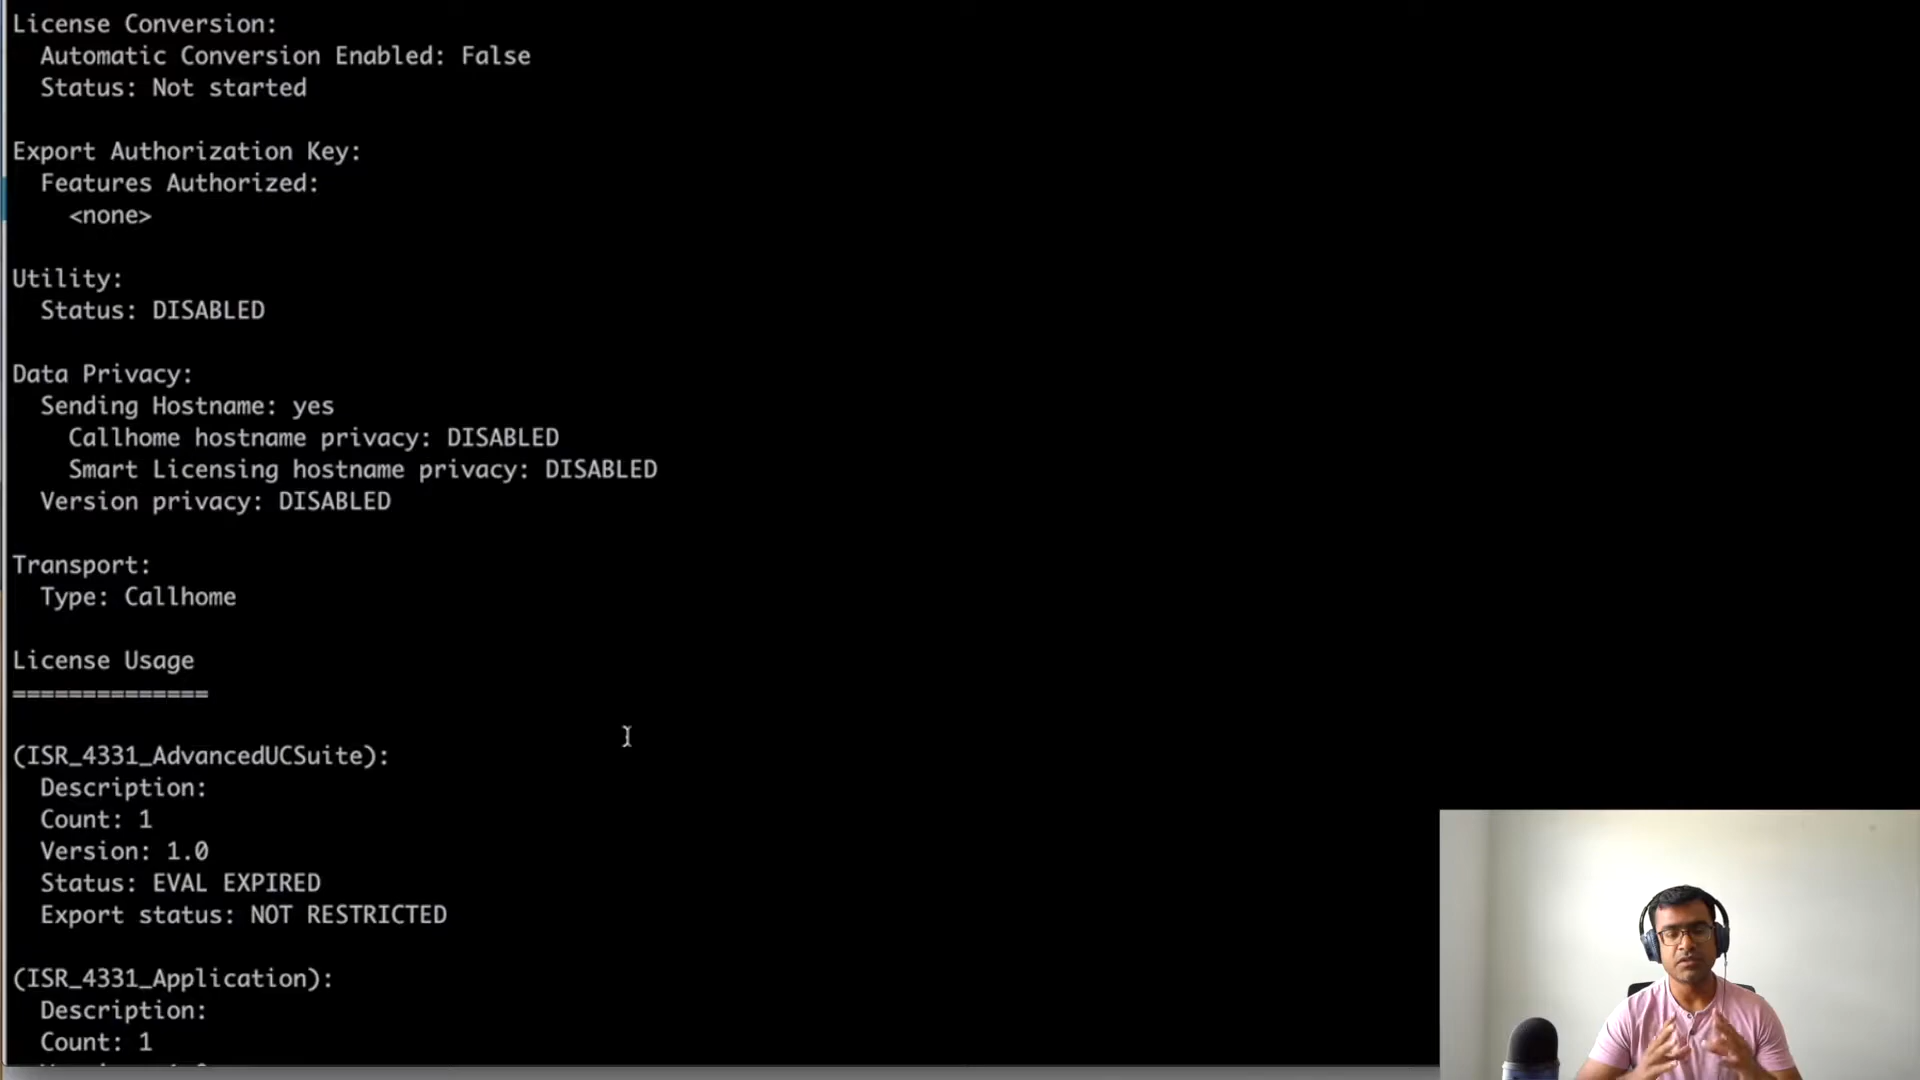 License Conversion:
Automatic Conversion Enabled: False
Status: Not started
Export Authorization Key:
Features Authorized:
<none>
Utility:
Status: DISABLED
Data Privacy:
Sending Hostname: yes
Callhome hostname privacy: DISABLED
Smart Licensing hostname privacy: DISABLED
Version privacy: DISABLED
Transport:
Type: Callhome
License Usage
==============
(ISR_4331_AdvancedUCSuite):
Description:
Count: 1
Version: 1.0
Status: EVAL EXPIRED
Export status: NOT RESTRICTED
(ISR_4331_Application):
Description:
Count: 1